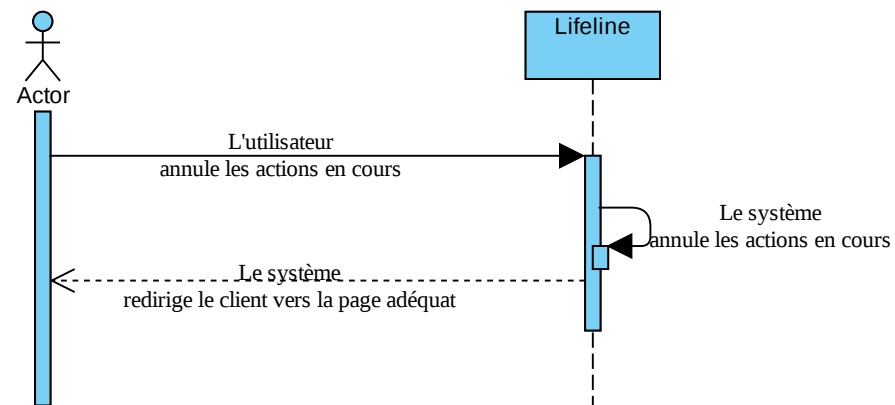 Lifeline
Actor
L'utilisateur
annule les actions en cours
Le système
annule les actions en cours
Le système
redirige le client vers la page adéquat